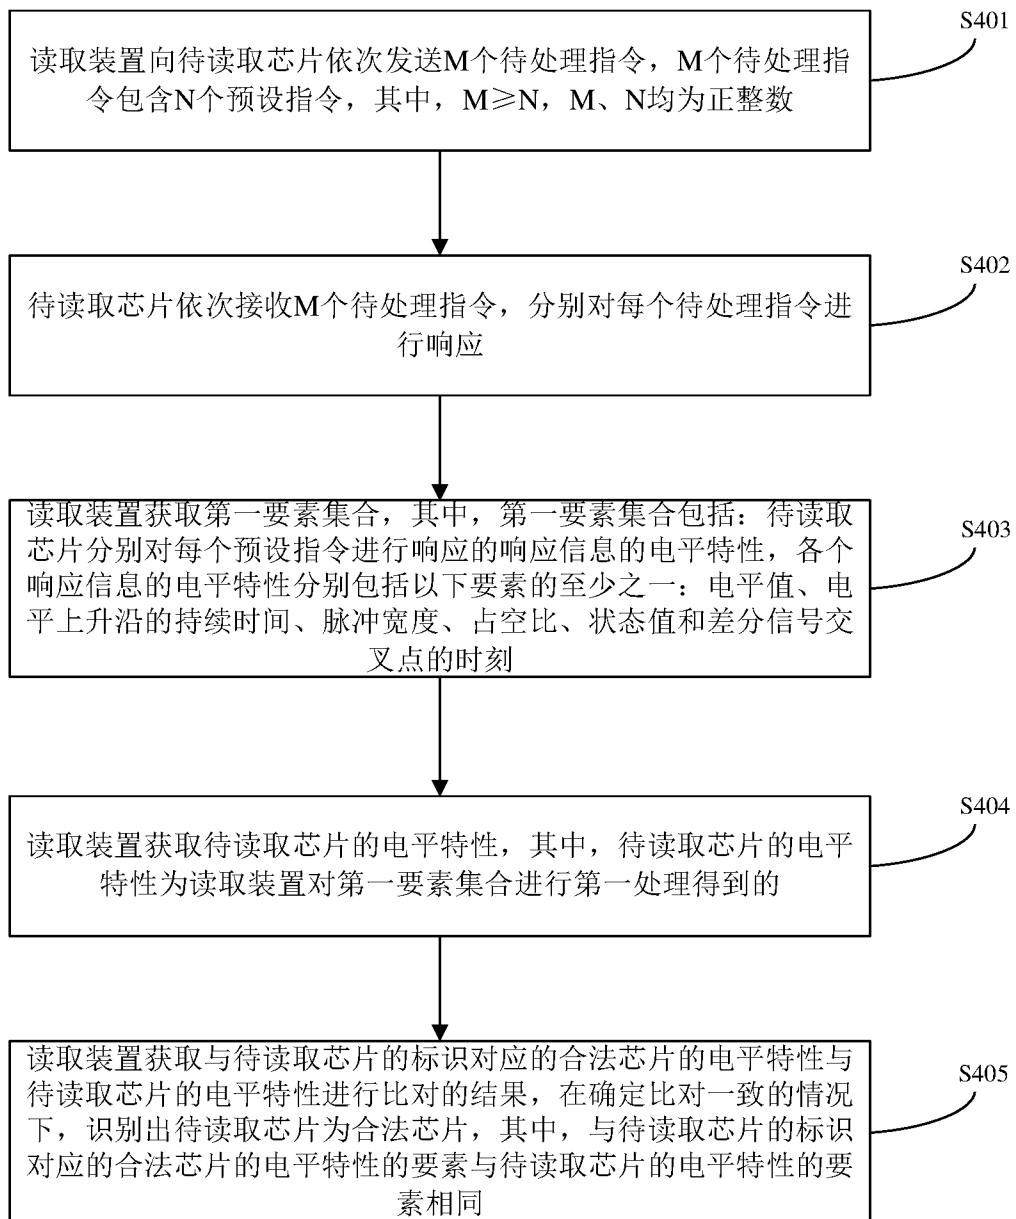 S401
读取装置向待读取芯片依次发送M个待处理指令，M个待处理指
令包含N个预设指令，其中，M≥N，M、N均为正整数
S402
待读取芯片依次接收M个待处理指令，分别对每个待处理指令进
行响应
S403
读取装置获取第一要素集合，其中，第一要素集合包括：待读取
芯片分别对每个预设指令进行响应的响应信息的电平特性，各个
响应信息的电平特性分别包括以下要素的至少之一：电平值、电
平上升沿的持续时间、脉冲宽度、占空比、状态值和差分信号交
叉点的时刻
S404
读取装置获取待读取芯片的电平特性，其中，待读取芯片的电平
特性为读取装置对第一要素集合进行第一处理得到的
S405
读取装置获取与待读取芯片的标识对应的合法芯片的电平特性与
待读取芯片的电平特性进行比对的结果，在确定比对一致的情况
下，识别出待读取芯片为合法芯片，其中，与待读取芯片的标识
对应的合法芯片的电平特性的要素与待读取芯片的电平特性的要
素相同